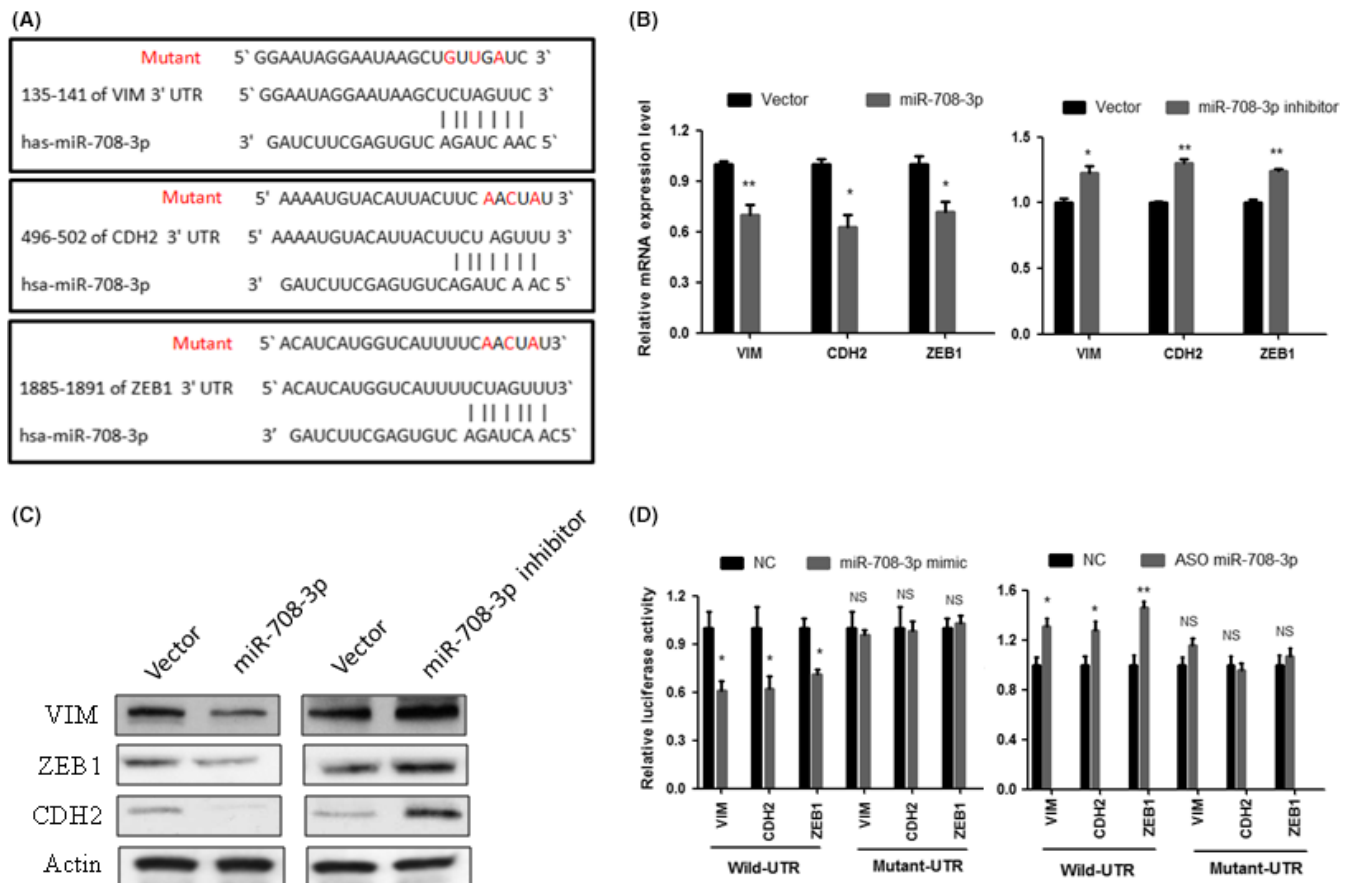 (A)
Mutant 5` GGAAUAGGAAUAAGCUGUUGAUC 3`
135-141 of VIM 3' UTR 5` GGAAUAGGAAUAAGCUCUAGUUC 3`
has-miR-708-3p 3' GAUCUUCGAGUGUC AGAUC AAC 5`
Mutant 5' AAAAUGUACAUUACUUC AACUAU 3`
496-502 of CDH2 3` UTR 5` AAAAUGUACAUUACUUCU AGUUU 3`
hsa-miR-708-3p 3' GAUCUUCGAGUGUCAGAUC A AC 5`
Mutant 5` ACAUCAUGGUCAUUUUCAACUAU3`
1885-1891 of ZEB1 3` UTR 5` ACAUCAUGGUCAUUUUCUAGUUU3`
hsa-miR-708-3p 3' GAUCUUCGAGUGUC AGAUCA AC5`
(B)
Vector miR-708-3p
Relative mRNA expression level
1.2
0.9
0.6
0.3
0.0
** * *
VIM CDH2 ZEB1
Vector miR-708-3p inhibitor
1.5
1.0
1.5
0.0
* ** **
VIM CDH2 ZEB1
(C)
Vector miR-708-3p Vector miR-708-3p inhibitor
VIM
ZEB1
CDH2
Actin
(D)
NC miR-708-3p mimic
Relative luciferase activity
1.2
0.9
0.6
0.3
0.0
* * * NS NS NS
VIM CDH2 ZEB1 VIM CDH2 ZEB1
Wild-UTR Mutant-UTR
NC ASO miR-708-3p
1.6
1.2
0.8
0.4
0.0
* * ** NS NS NS
VIM CDH2 ZEB1 VIM CDH2 ZEB1
Wild-UTR Mutant-UTR